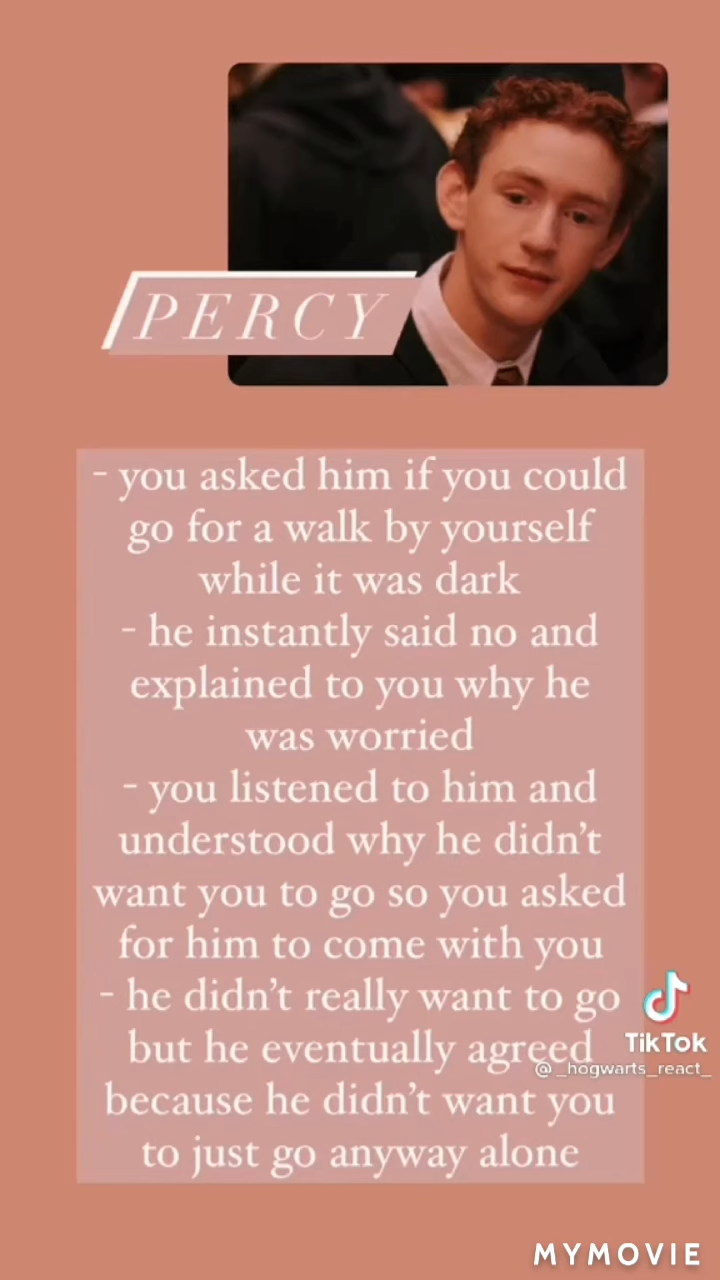 PERCY
- you asked him if you could
go for a walk by yourself
while it was dark
- he instantly said no and
explained to you why he
was worried
- you listened to him and
understood why he didn't
want you to go so you asked
for him to come with you
- he didn't really want to go
but he eventually agreed
because he didn't want you
to just go anyway alone
TikTok
@_hogwarts_react_
MYMOVIE